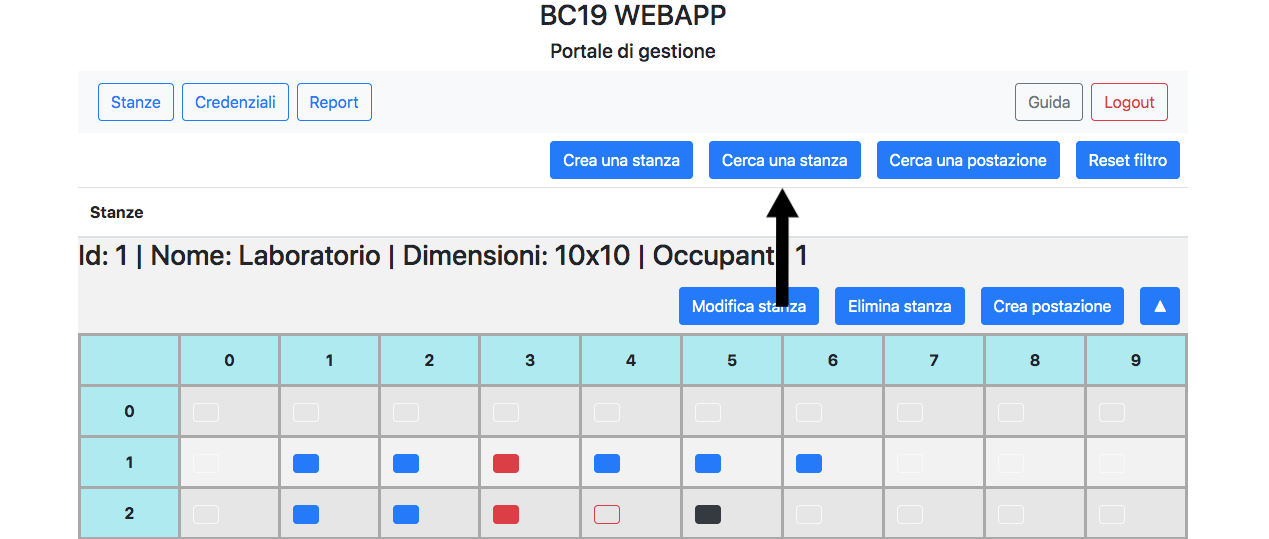 BC19 WEBAPP
Portale di gestione
Stanze Credenziali Report Guida Logout
Crea una stanza Cerca una stanza Cerca una postazione Reset filtro
Stanze
Id: 1 | Nome: Laboratorio | Dimensioni: 10x10 | Occupanti 1
Modifica stanza Elimina stanza Crea postazione ▲
0 1 2 3 4 5 6 7 8 9
0
1
2